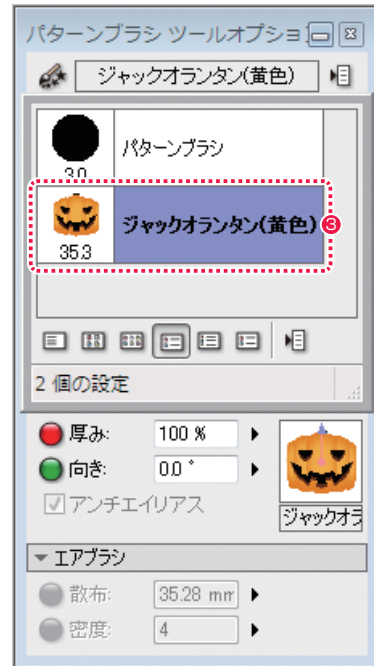 パターンブラシ ツールオプション
ジャックオランタン(黄色)
パターンブラシ
3.0
ジャックオランタン(黄色)
3
35.3
2 個の設定
厚み: 100 %
向き: 0.0 °
アンチエイリアス
ジャックオラ
エアブラシ
散布: 35.28 mm
密度: 4